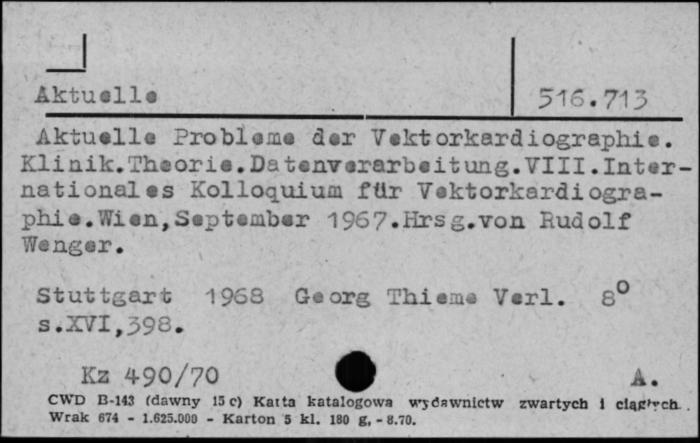 Aktuelle 516.713
Aktuelle Probleme der Vektorkardiographie.
Klinik.Theorie.Datenverarbeitung.VIII.Inter-
nationales Kolloquium für Vektorkardiogra-
phie.Wien,September 1967.Hrsg.von Rudolf
Wenger.
Stuttgart 1968 Georg Thieme Verl. 8º
s.XVI,398.
Kz 490/70 A.
CWD B-143 (dawny 15 c) Karta katalogowa wydawnictw zwartych i ciągłych.
Wrak 674 - 1.625.000 - Karton 5 kl. 180 g, - 8.70.